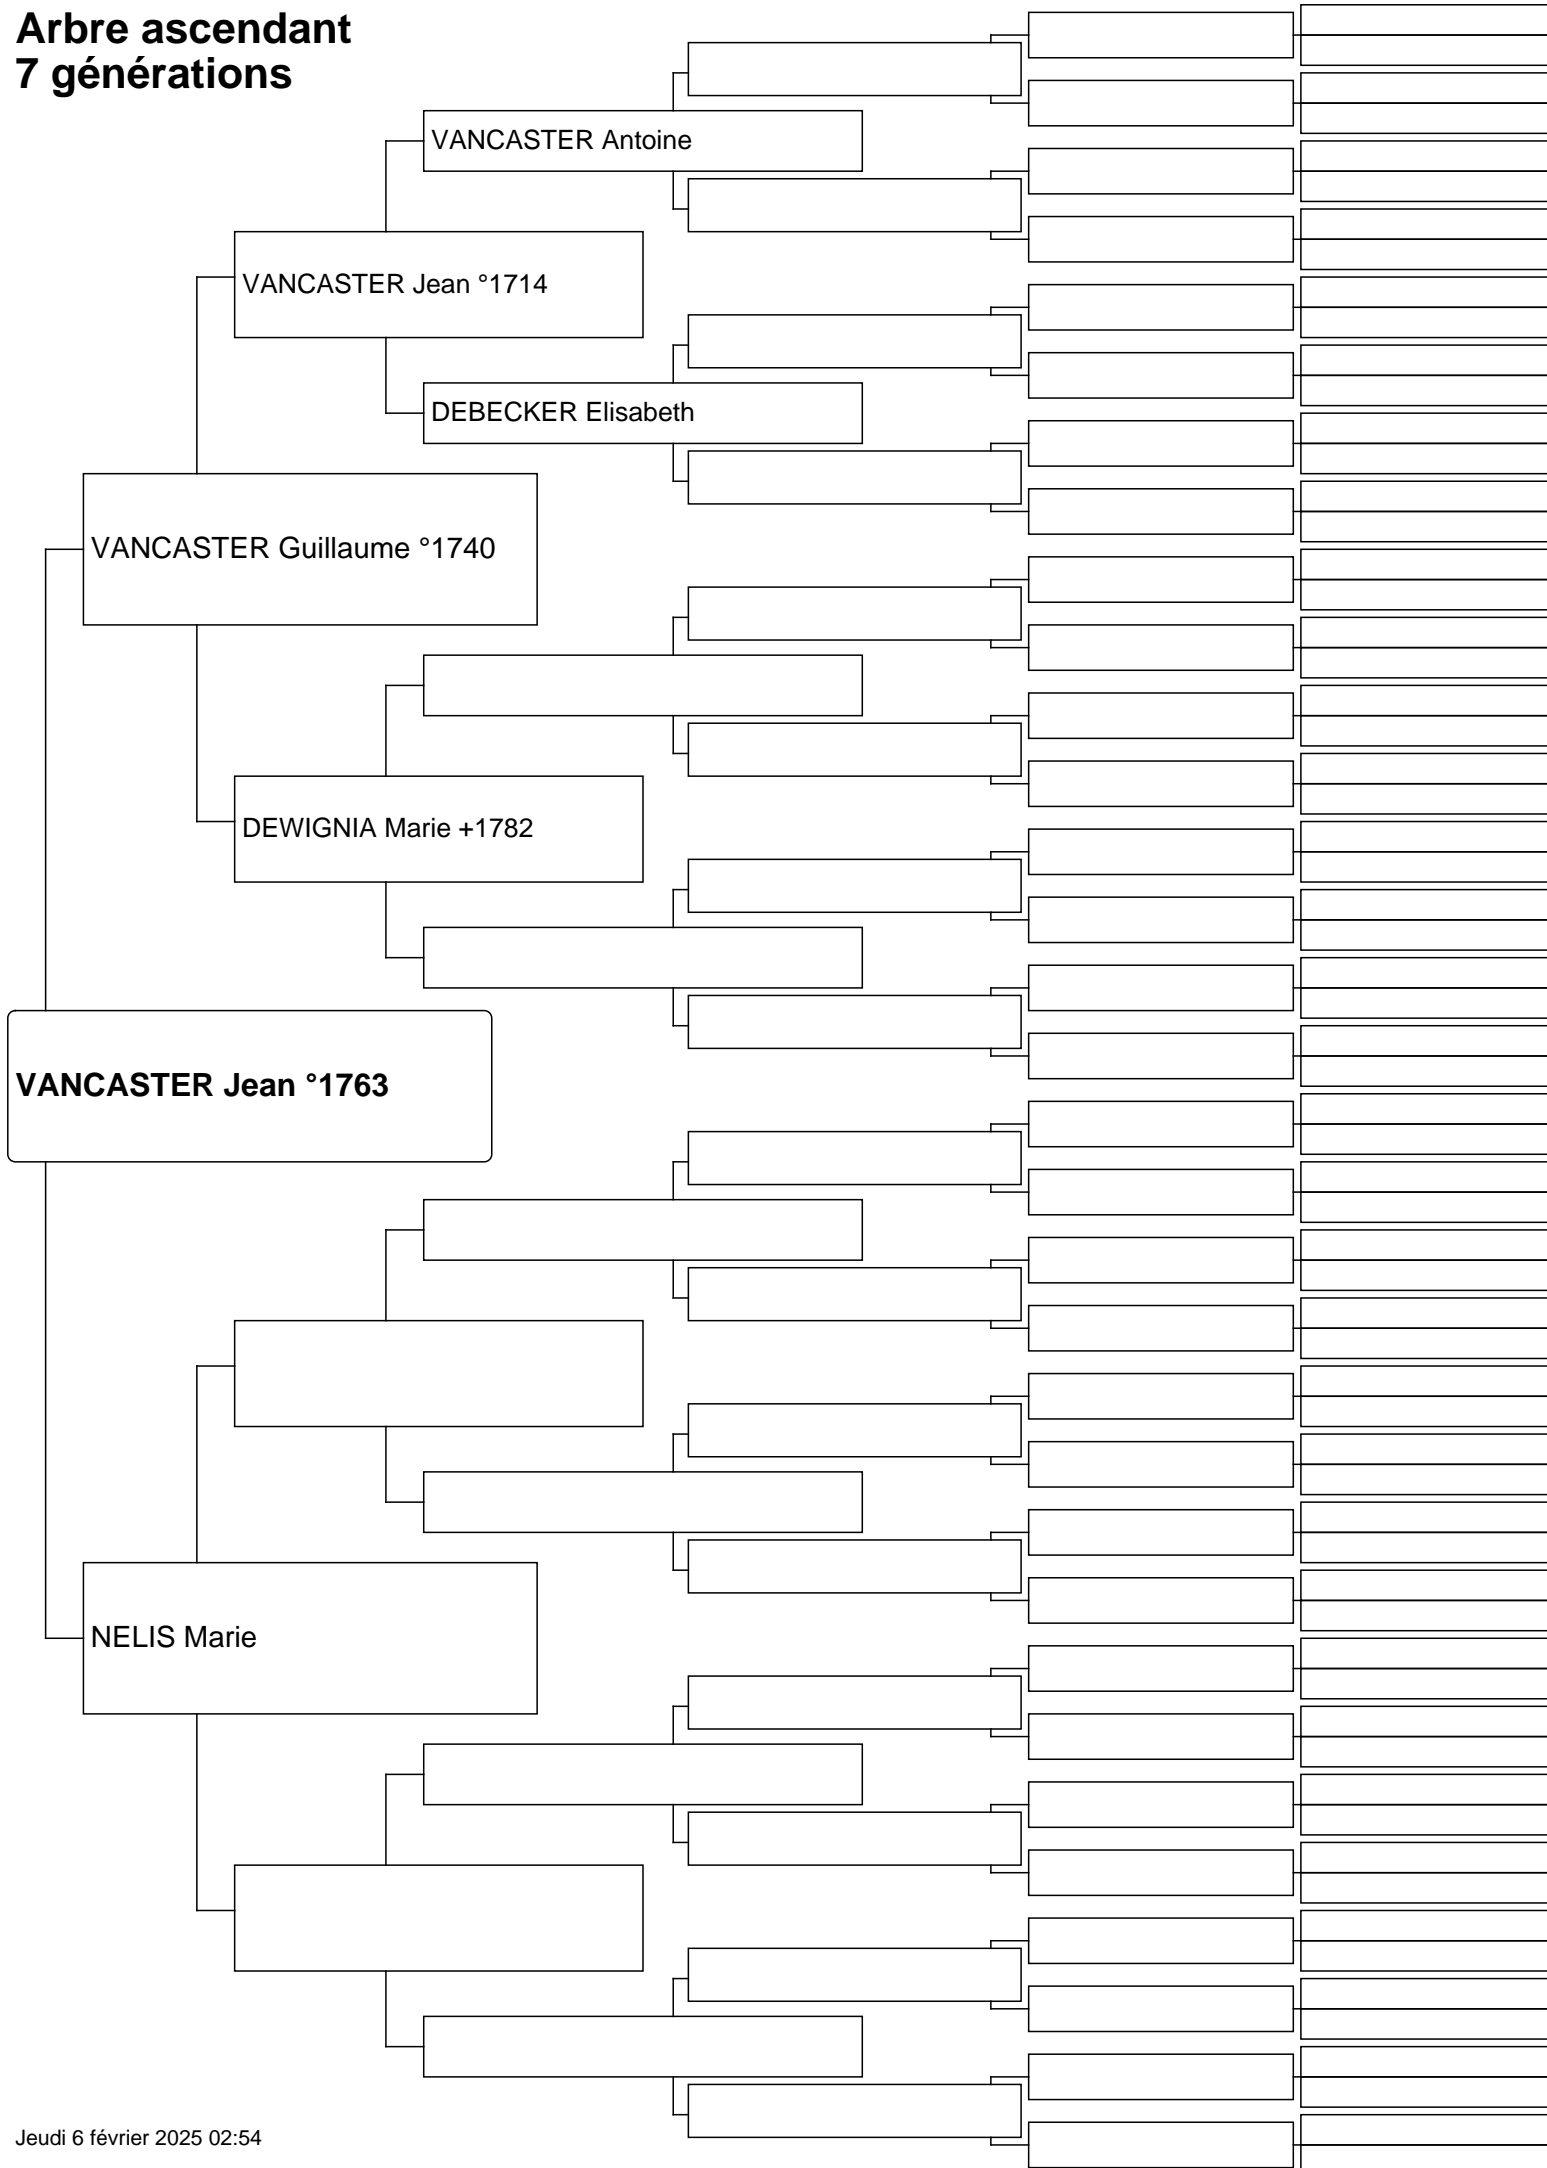 Arbre ascendant
7 générations
VANCASTER Antoine
VANCASTER Jean °1714
DEBECKER Elisabeth
VANCASTER Guillaume °1740
DEWIGNIA Marie +1782
VANCASTER Jean °1763
NELIS Marie
Jeudi 6 février 2025 02:54